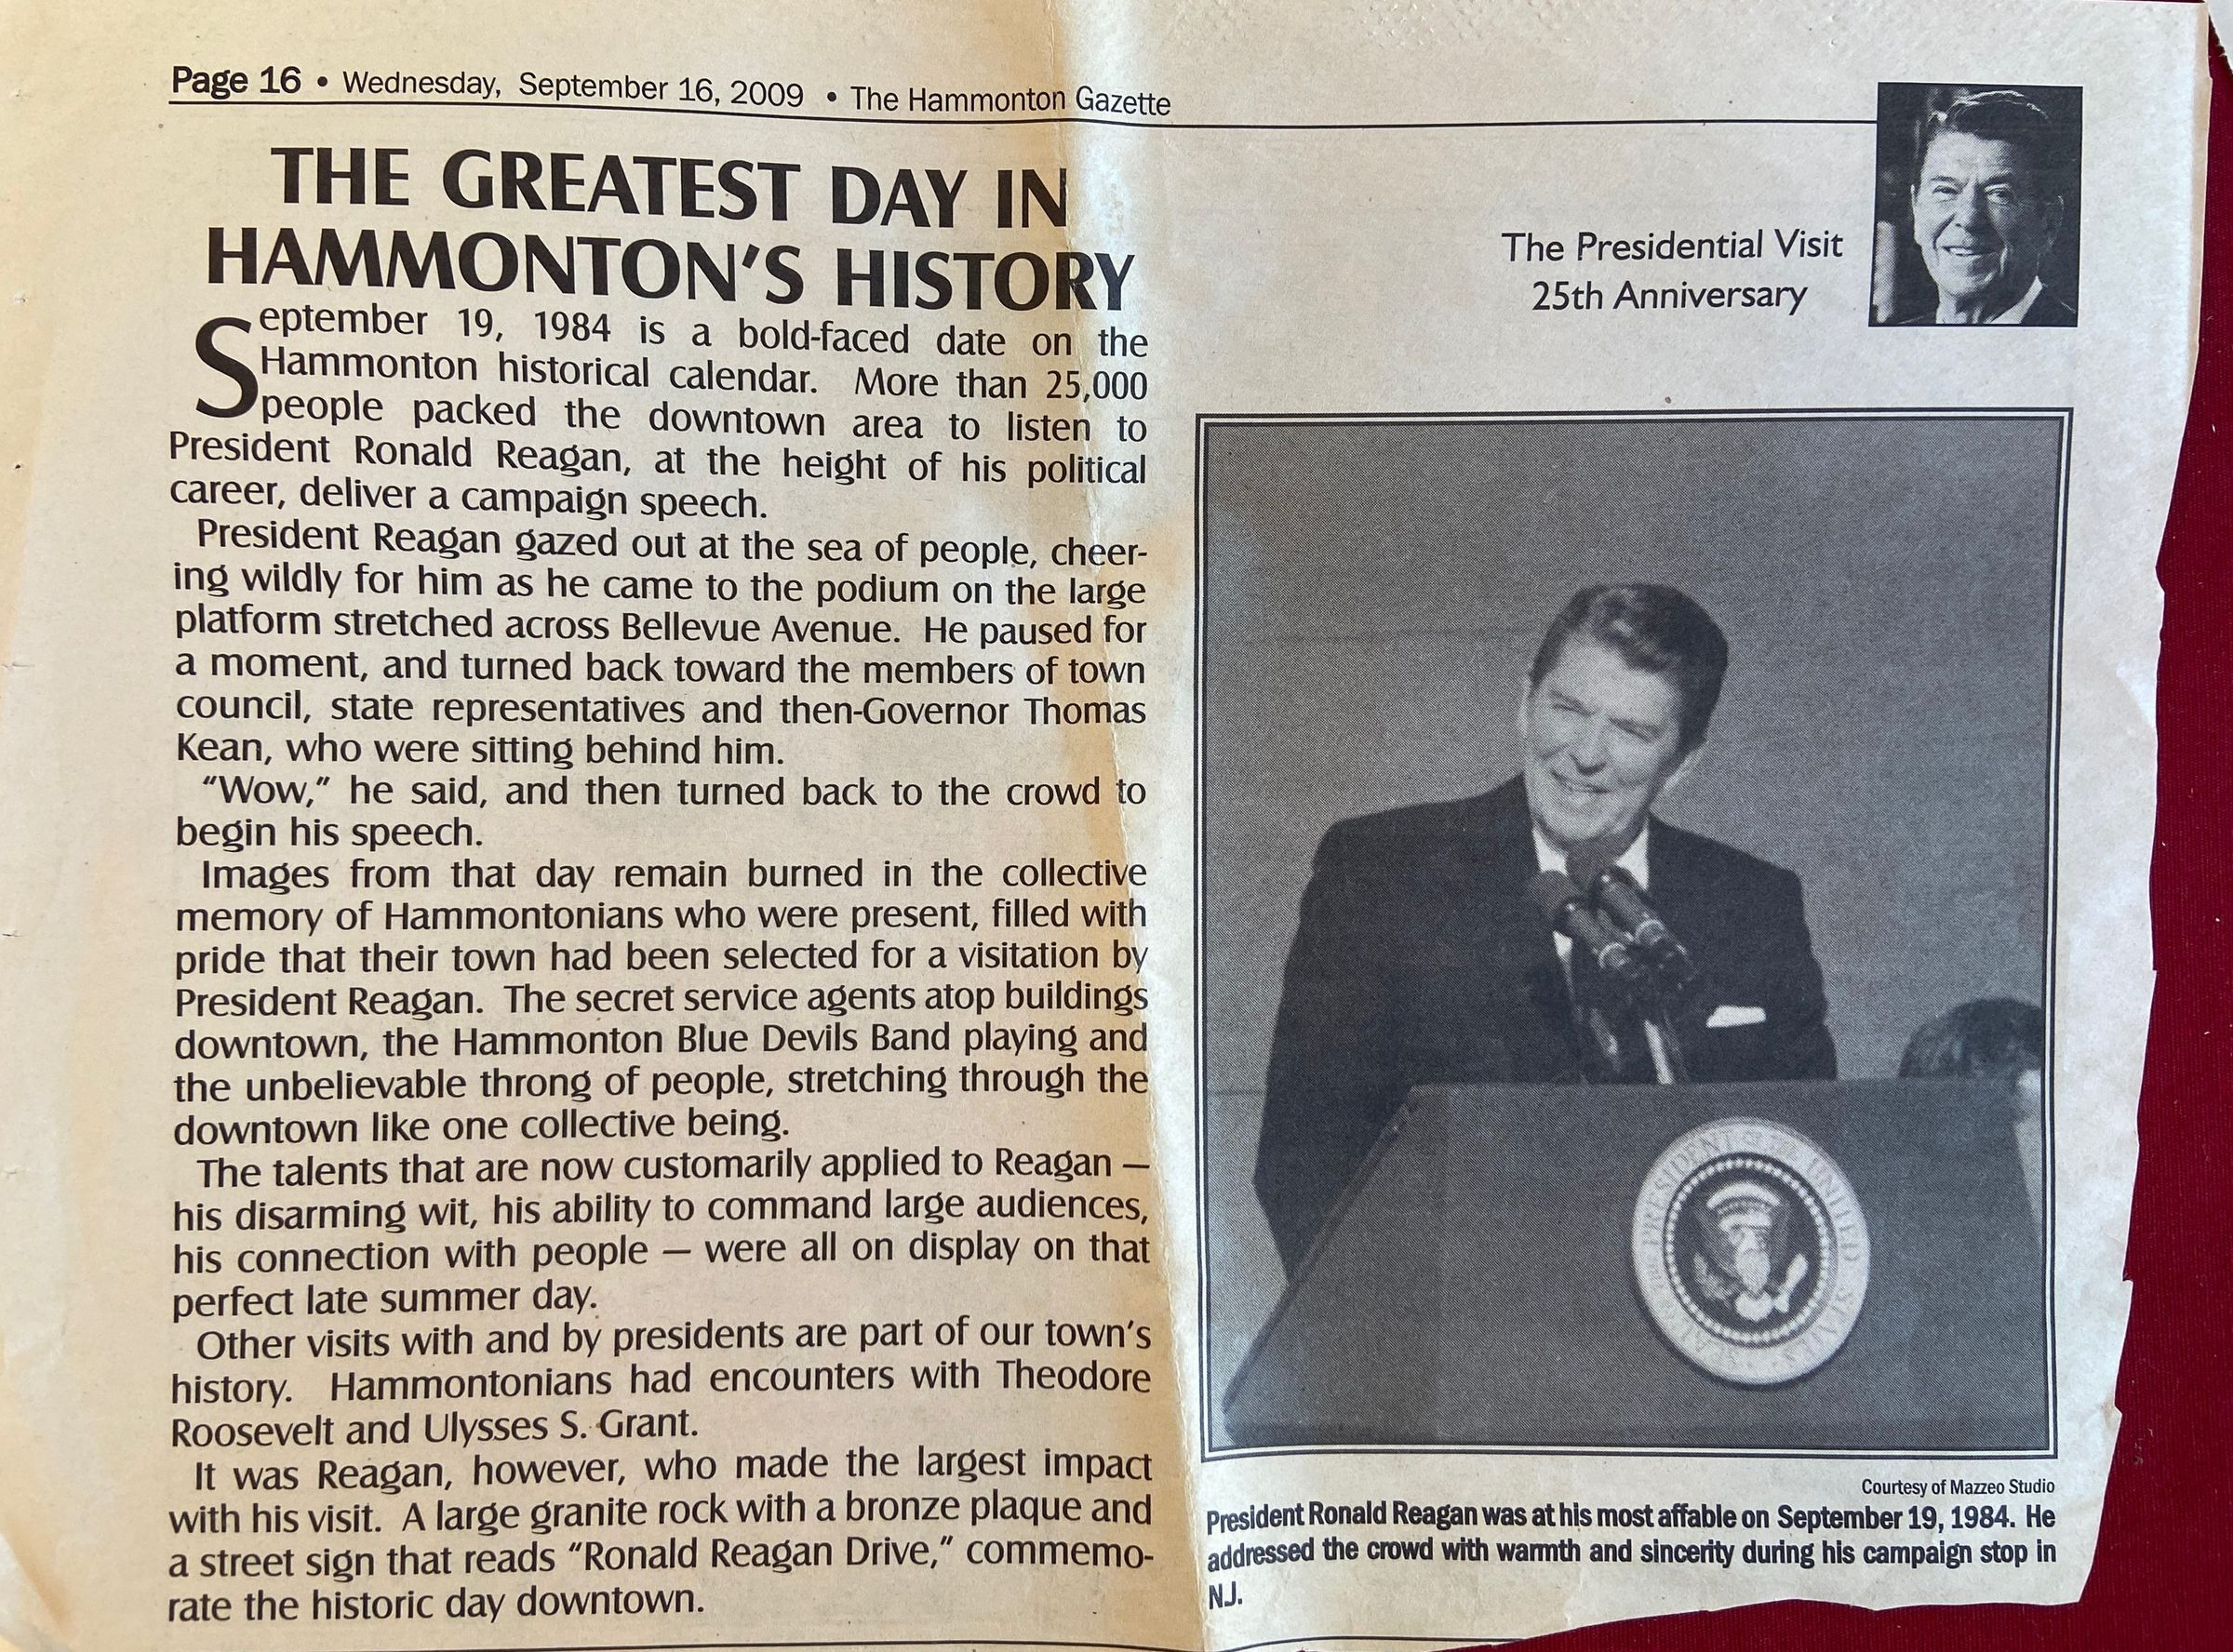 Page 16 • Wednesday, September 16, 2009 • The Hammonton Gazette
THE GREATEST DAY IN
HAMMONTON'S HISTORY
September 19, 1984 is a bold-faced date on the
Hammonton historical calendar. More than 25,000
people packed the downtown area to listen to
President Ronald Reagan, at the height of his political
career, deliver a campaign speech.
President Reagan gazed out at the sea of people, cheer-
ing wildly for him as he came to the podium on the large
platform stretched across Bellevue Avenue. He paused for
a moment, and turned back toward the members of town
council, state representatives and then-Governor Thomas
Kean, who were sitting behind him.
“Wow,” he said, and then turned back to the crowd to
begin his speech.
Images from that day remain burned in the collective
memory of Hammontonians who were present, filled with
pride that their town had been selected for a visitation by
President Reagan. The secret service agents atop buildings
downtown, the Hammonton Blue Devils Band playing and
the unbelievable throng of people, stretching through the
downtown like one collective being.
The talents that are now customarily applied to Reagan —
his disarming wit, his ability to command large audiences,
his connection with people — were all on display on that
perfect late summer day.
Other visits with and by presidents are part of our town's
history. Hammontonians had encounters with Theodore
Roosevelt and Ulysses S. Grant.
It was Reagan, however, who made the largest impact
with his visit. A large granite rock with a bronze plaque and
a street sign that reads “Ronald Reagan Drive,” commemo-
rate the historic day downtown.
The Presidential Visit
25th Anniversary
SEAL OF THE PRESIDENT OF THE UNITED STATES
Courtesy of Mazzeo Studio
President Ronald Reagan was at his most affable on September 19, 1984. He
addressed the crowd with warmth and sincerity during his campaign stop in
NJ.